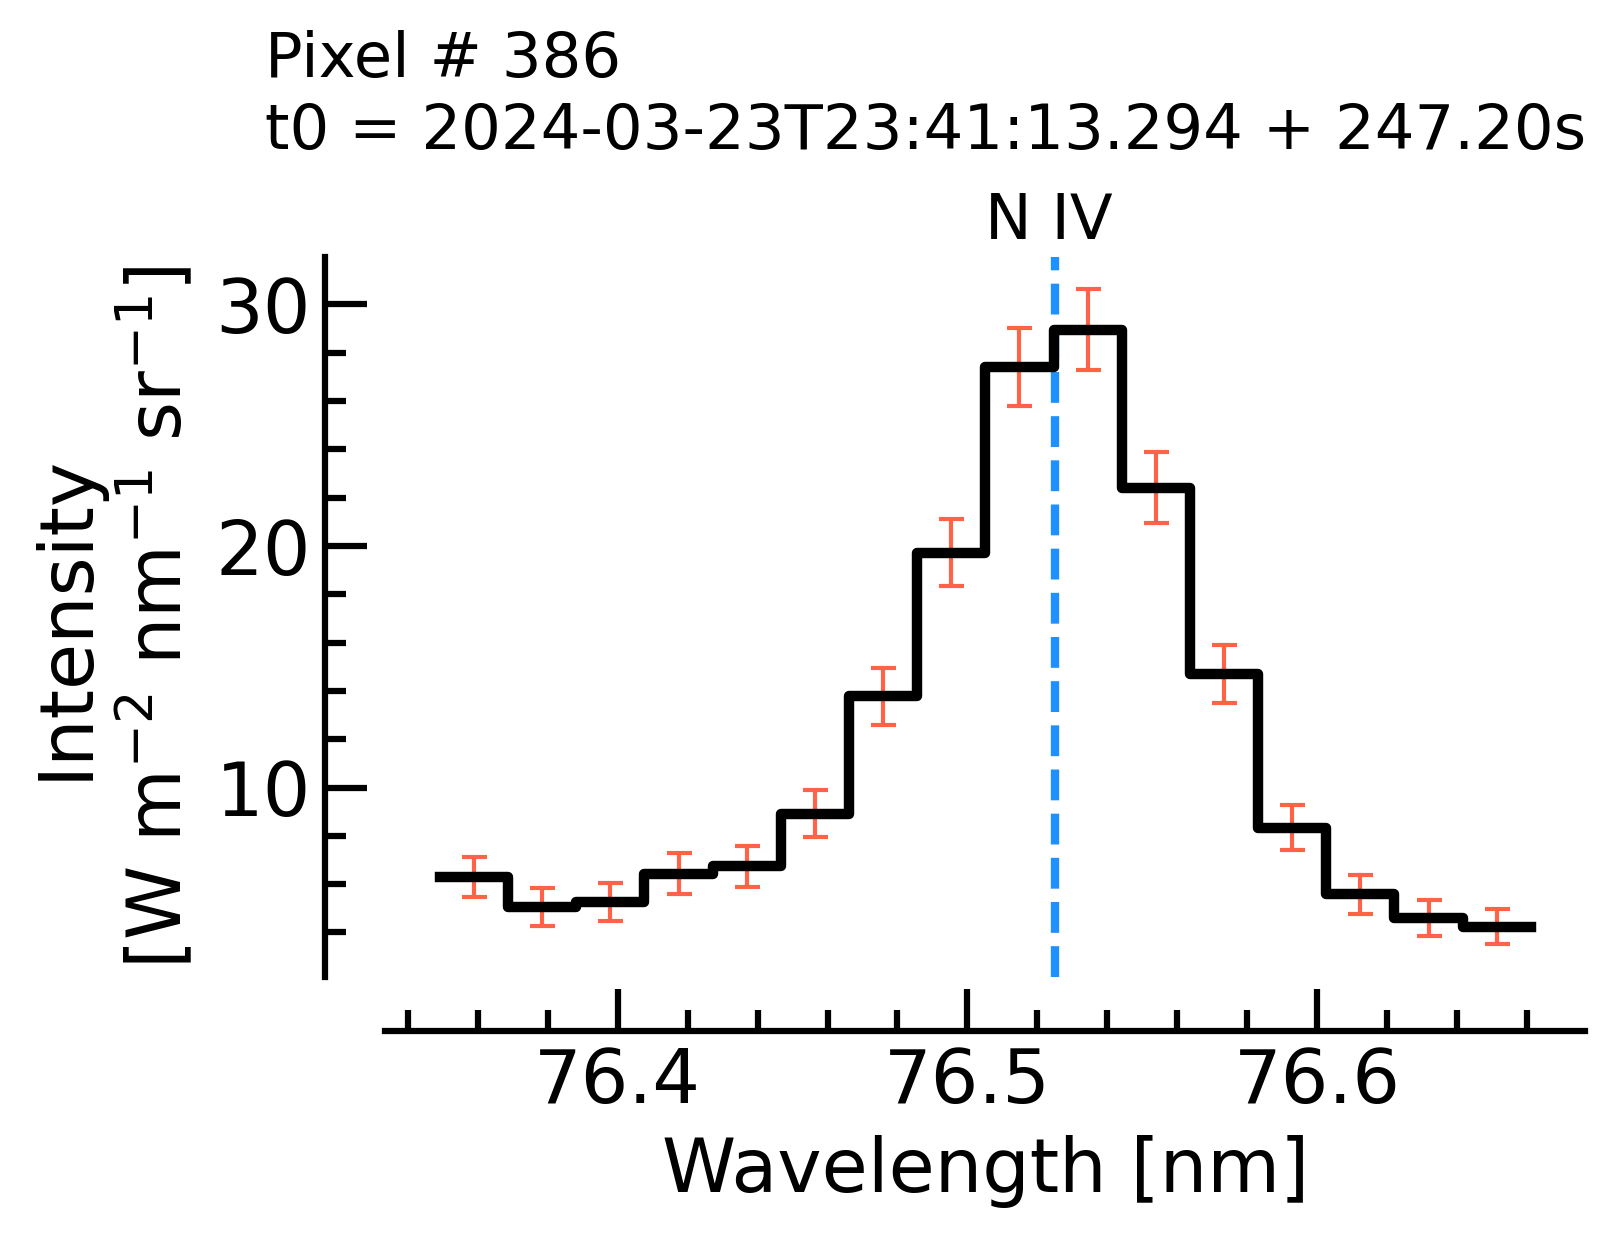 Pixel # 386
t0 = 2024-03-23T23:41:13.294 + 247.20s
N IV
Intensity
[W m⁻² nm⁻¹ sr⁻¹]
30
20
10
76.4 76.5 76.6
Wavelength [nm]